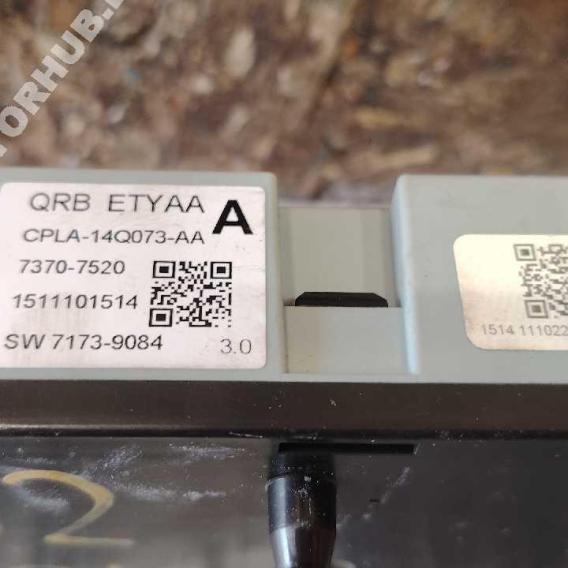 QRB ETYAA A
CPLA-14Q073-AA
7370-7520
1511101514
SW 7173-9084 3.0
1514 111022